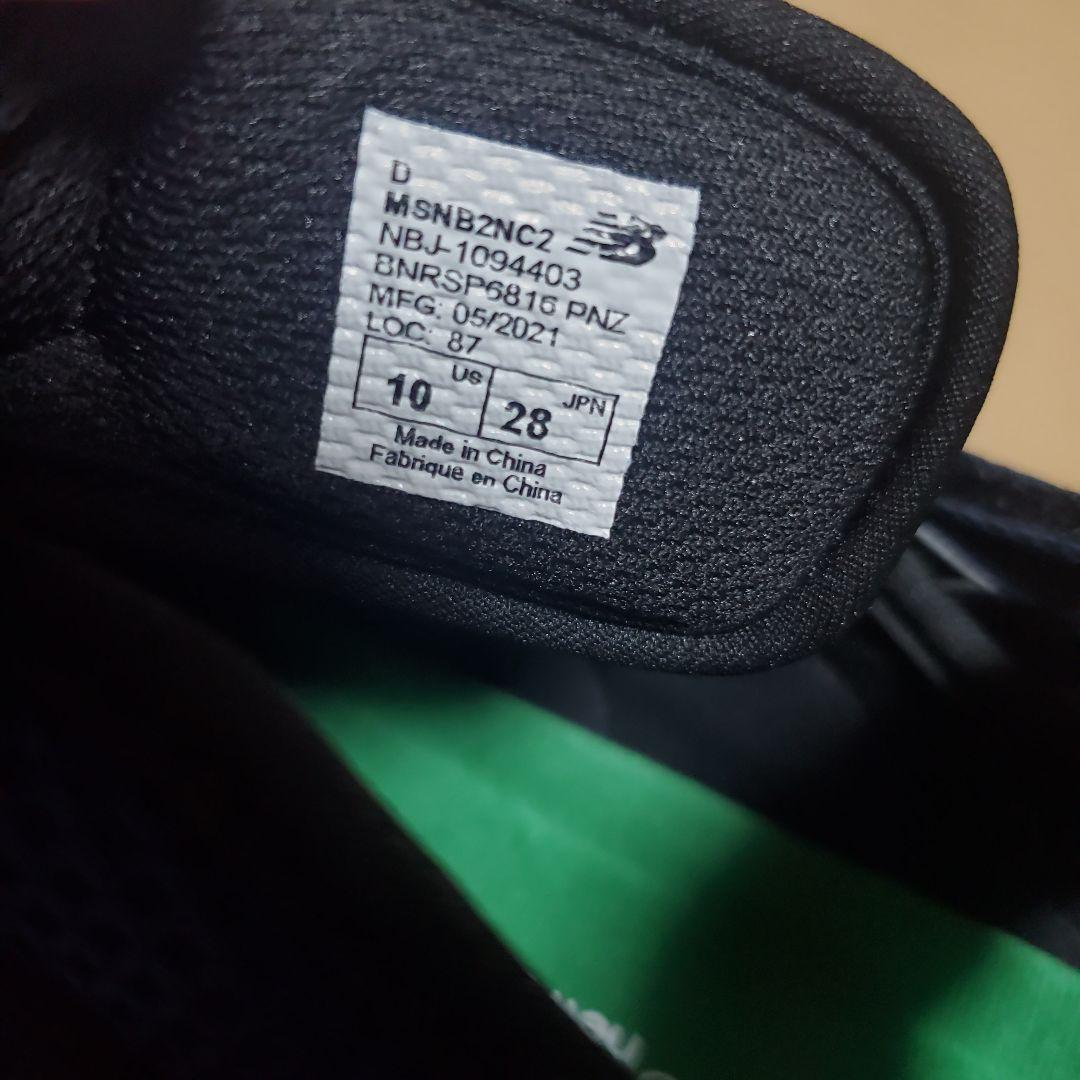 D
MSNB2NC2
NBJ-1094403
BNRSP6816 PNZ
MFG: 05/2021
LOC: 87
10 US 28 JPN
Made in China
Fabrique en China